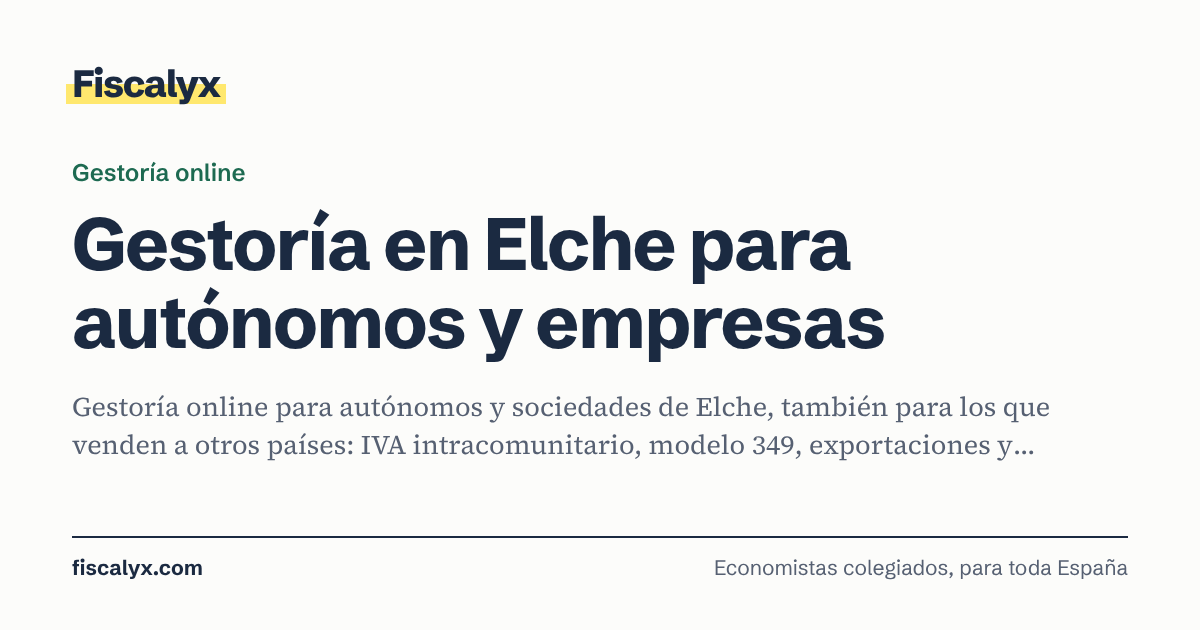 Fiscalyx
Gestoría online
Gestoría en Elche para
autónomos y empresas
Gestoría online para autónomos y sociedades de Elche, también para los que
venden a otros países: IVA intracomunitario, modelo 349, exportaciones y...
fiscalyx.com
Economistas colegiados, para toda España